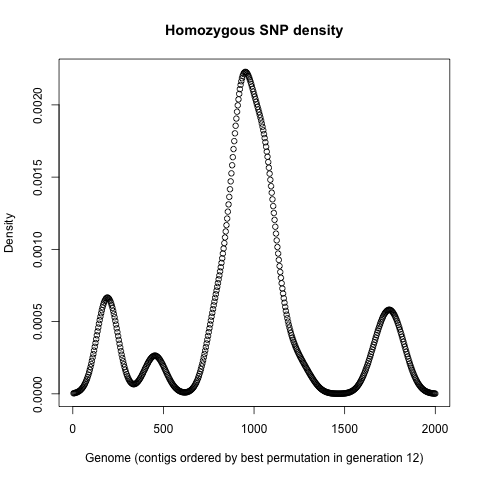 Homozygous SNP density
Density
0.0020
0.0015
0.0010
0.0005
0.0000
0 500 1000 1500 2000
Genome (contigs ordered by best permutation in generation 12)